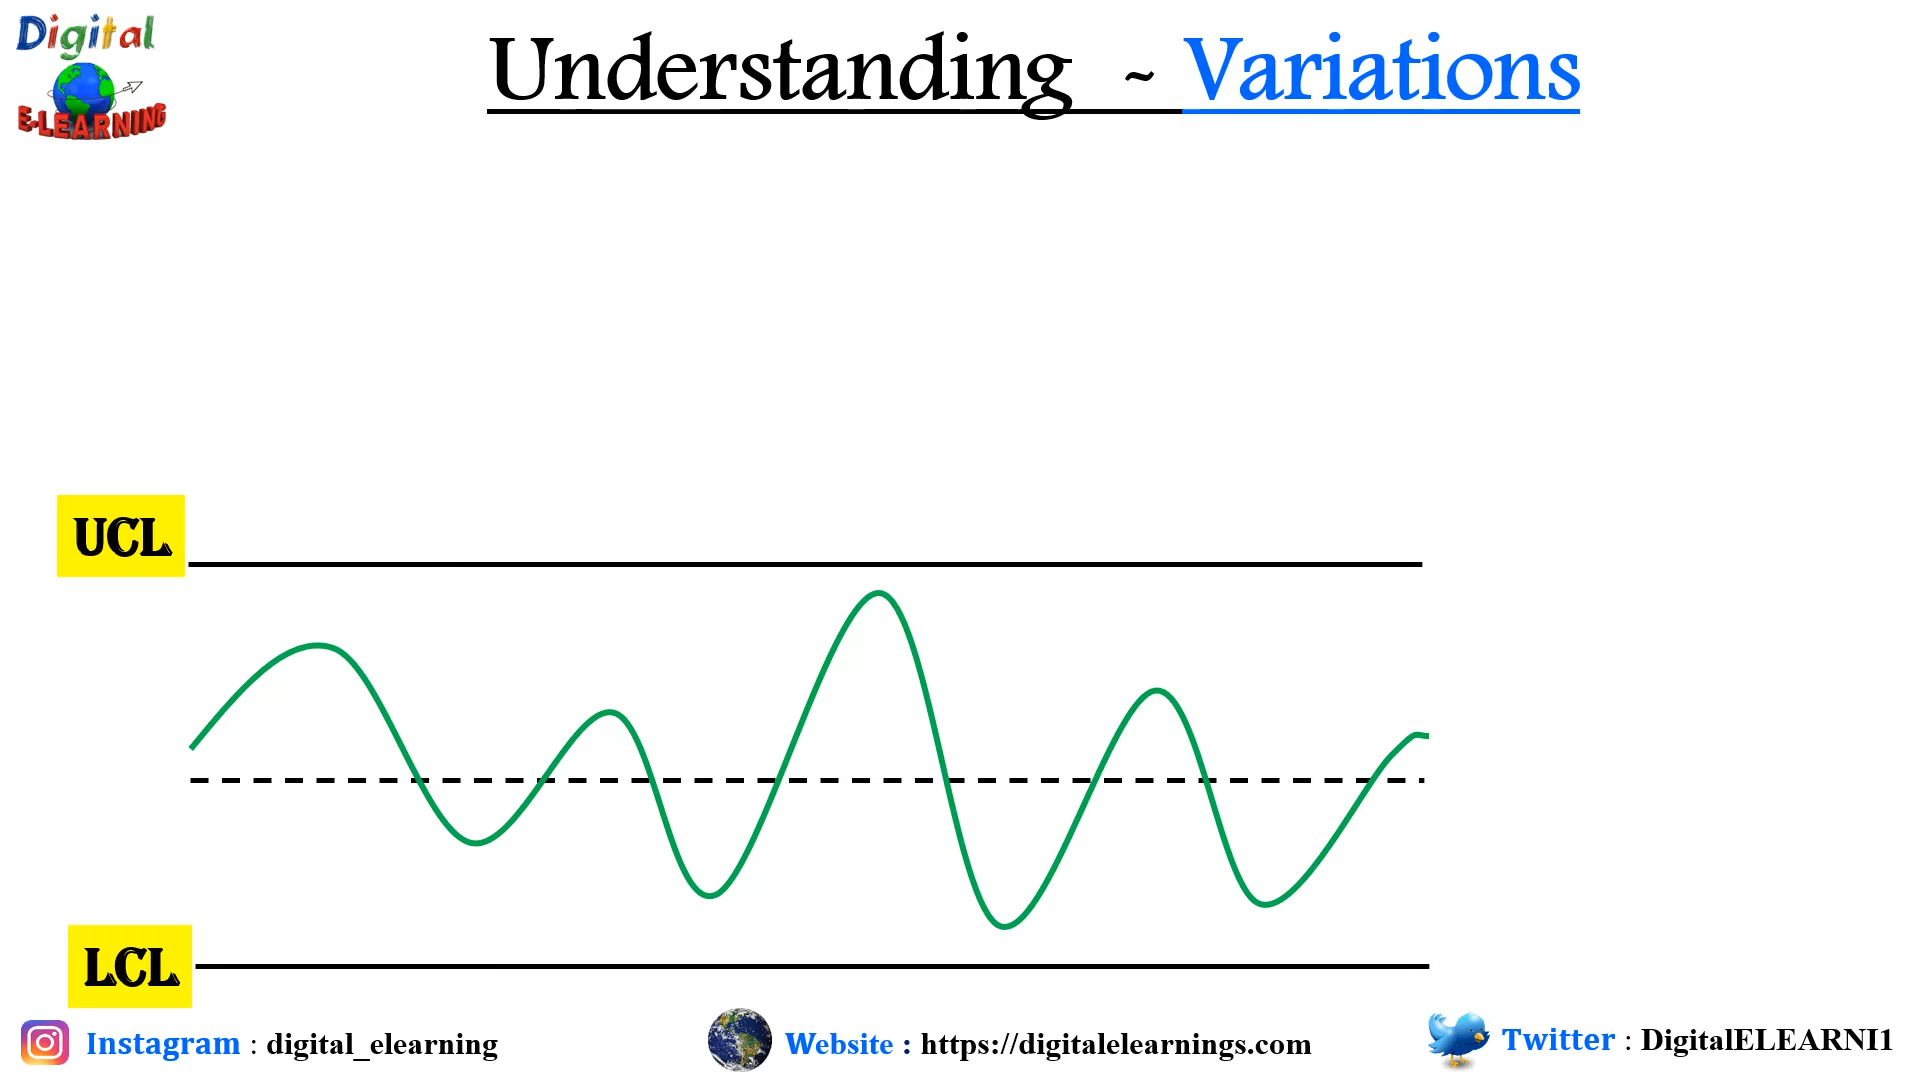 Digital
E-LEARNING
Understanding ~ Variations
UCL
LCL
Instagram : digital_elearning
Website : https://digitalelearnings.com
Twitter : DigitalELEARNI1